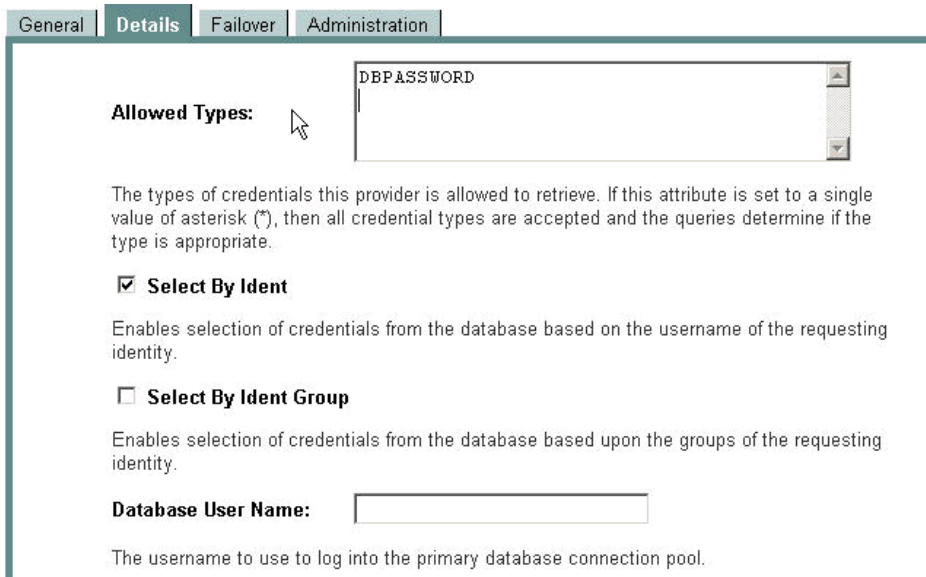 General Details Failover Administration
DBPASSWORD
Allowed Types:
The types of credentials this provider is allowed to retrieve. If this attribute is set to a single
value of asterisk (*), then all credential types are accepted and the queries determine if the
type is appropriate.
Select By Ident
Enables selection of credentials from the database based on the username of the requesting
identity.
Select By Ident Group
Enables selection of credentials from the database based upon the groups of the requesting
identity.
Database User Name:
The username to use to log into the primary database connection pool.